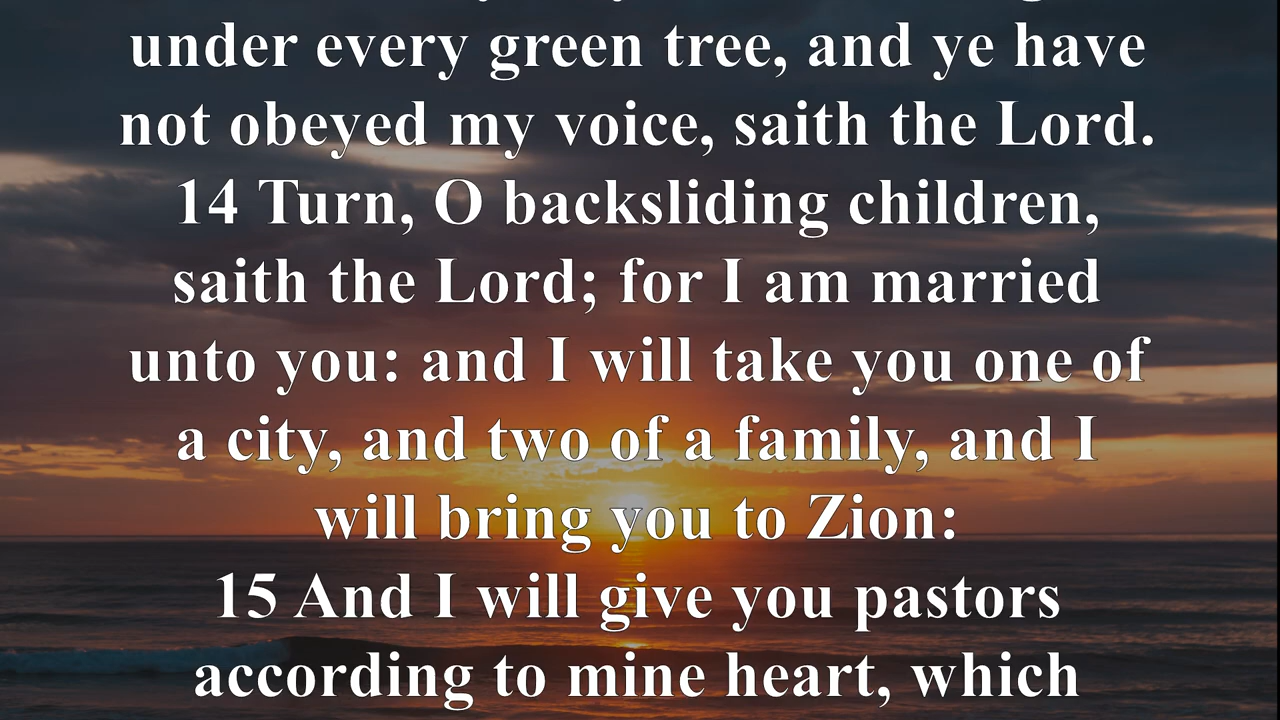 under every green tree, and ye have
not obeyed my voice, saith the Lord.
14 Turn, O backsliding children,
saith the Lord; for I am married
unto you: and I will take you one of
a city, and two of a family, and I
will bring you to Zion:
15 And I will give you pastors
according to mine heart, which